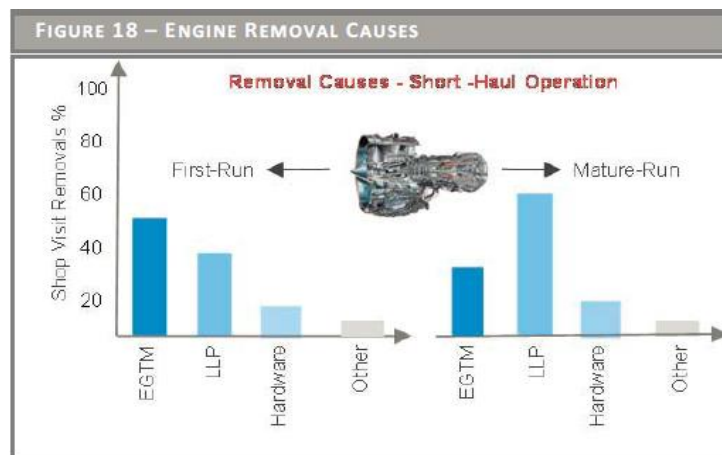 FIGURE 18 – ENGINE REMOVAL CAUSES
Removal Causes - Short -Haul Operation
Shop Visit Removals %
100
80
60
40
20
First-Run
Mature-Run
EGTM
LLP
Hardware
Other
EGTM
LLP
Hardware
Other